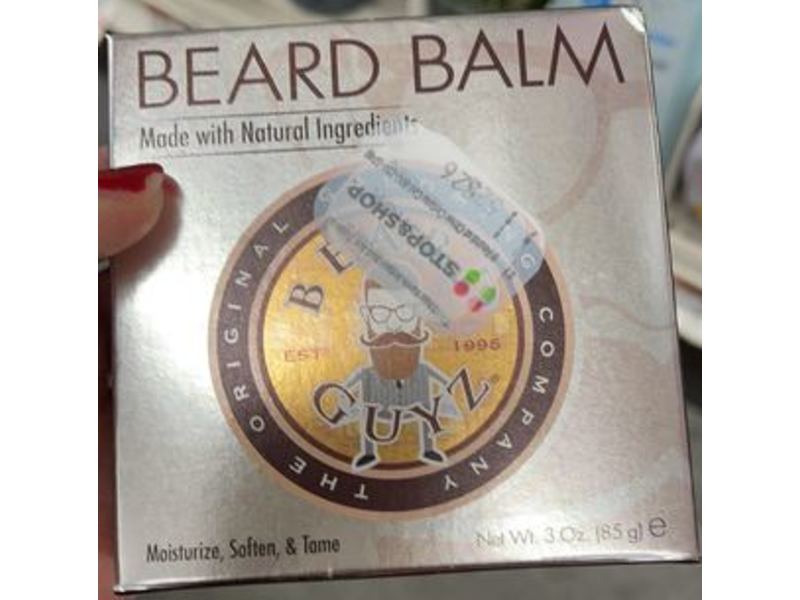 BEARD BALM
Made with Natural Ingredients
THE ORIGINAL
COMPANY
STOP&SHOP
EST
1995
GUYZ
Moisturize, Soften, & Tame
Net Wt. 3 Oz. (85 g) e